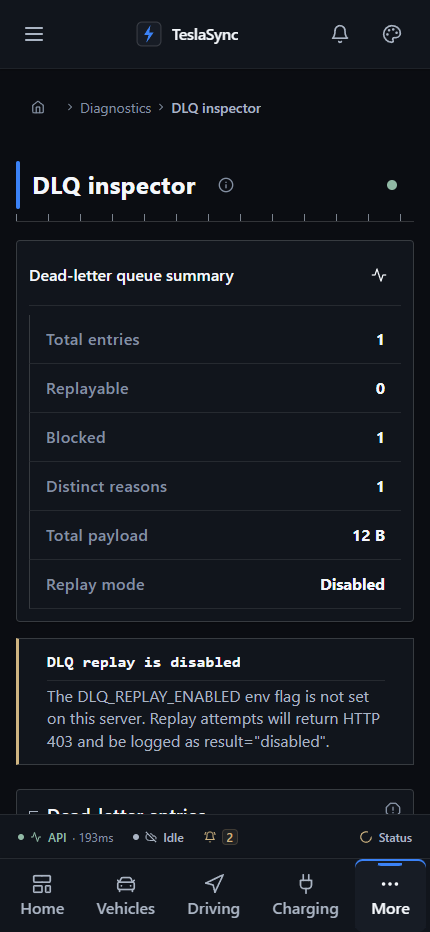 TeslaSync
Diagnostics DLQ inspector
DLQ inspector
Dead-letter queue summary
Total entries 1
Replayable 0
Blocked 1
Distinct reasons 1
Total payload 12 B
Replay mode Disabled
DLQ replay is disabled
The DLQ_REPLAY_ENABLED env flag is not set
on this server. Replay attempts will return HTTP
403 and be logged as result="disabled".
Dead-letter entries
API · 193ms Idle 2 Status
Home Vehicles Driving Charging More